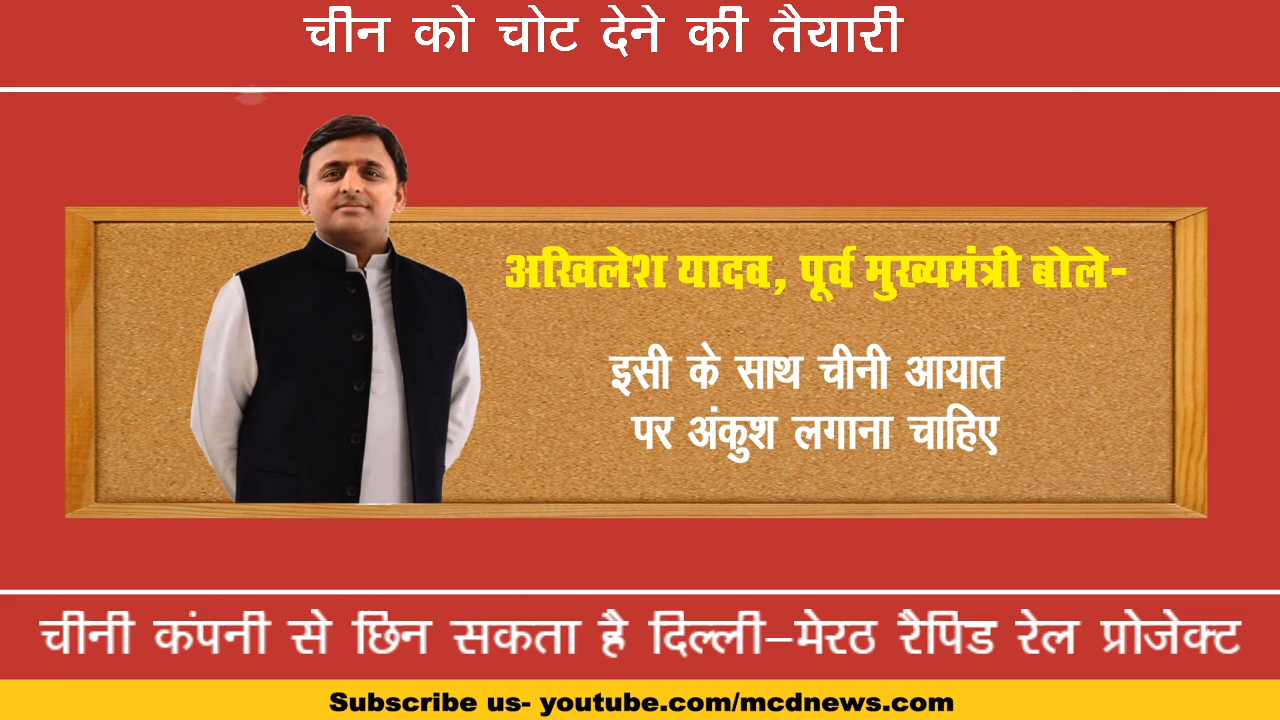 चीन को चोट देने की तैयारी
अखिलेश यादव, पूर्व मुख्यमंत्री बोले-
इसी के साथ चीनी आयात
पर अंकुश लगाना चाहिए
चीनी कंपनी से छिन सकता है दिल्ली–मेरठ रैपिड रेल प्रोजेक्ट
Subscribe us- youtube.com/mcdnews.com